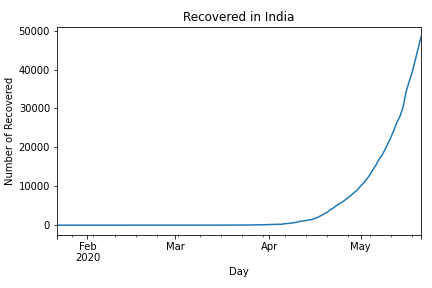 Recovered in India
Number of Recovered
50000
40000
30000
20000
10000
0
Feb
2020
Mar
Apr
May
Day